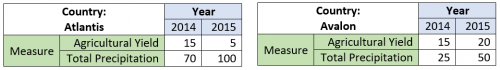 Country: Year
Atlantis 2014 2015
Measure Agricultural Yield 15 5
Total Precipitation 70 100
Country: Year
Avalon 2014 2015
Measure Agricultural Yield 15 20
Total Precipitation 25 50